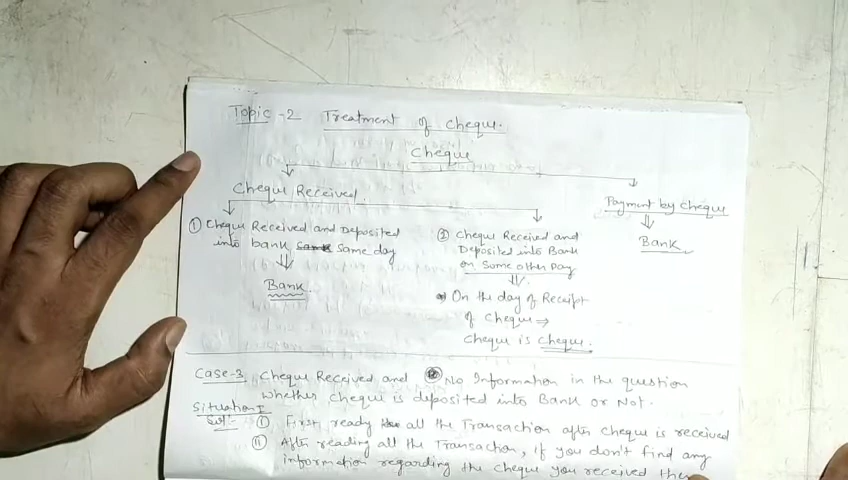 Topic -2 Treatment of Cheque.
Cheque
Cheque Received.
Payment by Cheque
Bank
① Cheque Received and Deposited
into bank same day
Bank
② Cheque Received and
Deposited into Bank
on Some other Day
On the day of Receipt
of Cheque ⇒
Cheque is Cheque.
Case-3 Cheque Received and No Information in the question
whether cheque is deposited into Bank or Not.
Situation I
① First ready all the Transaction after cheque is received
⑪ After reading all the Transaction, if you don't find any
information regarding the cheque you received then